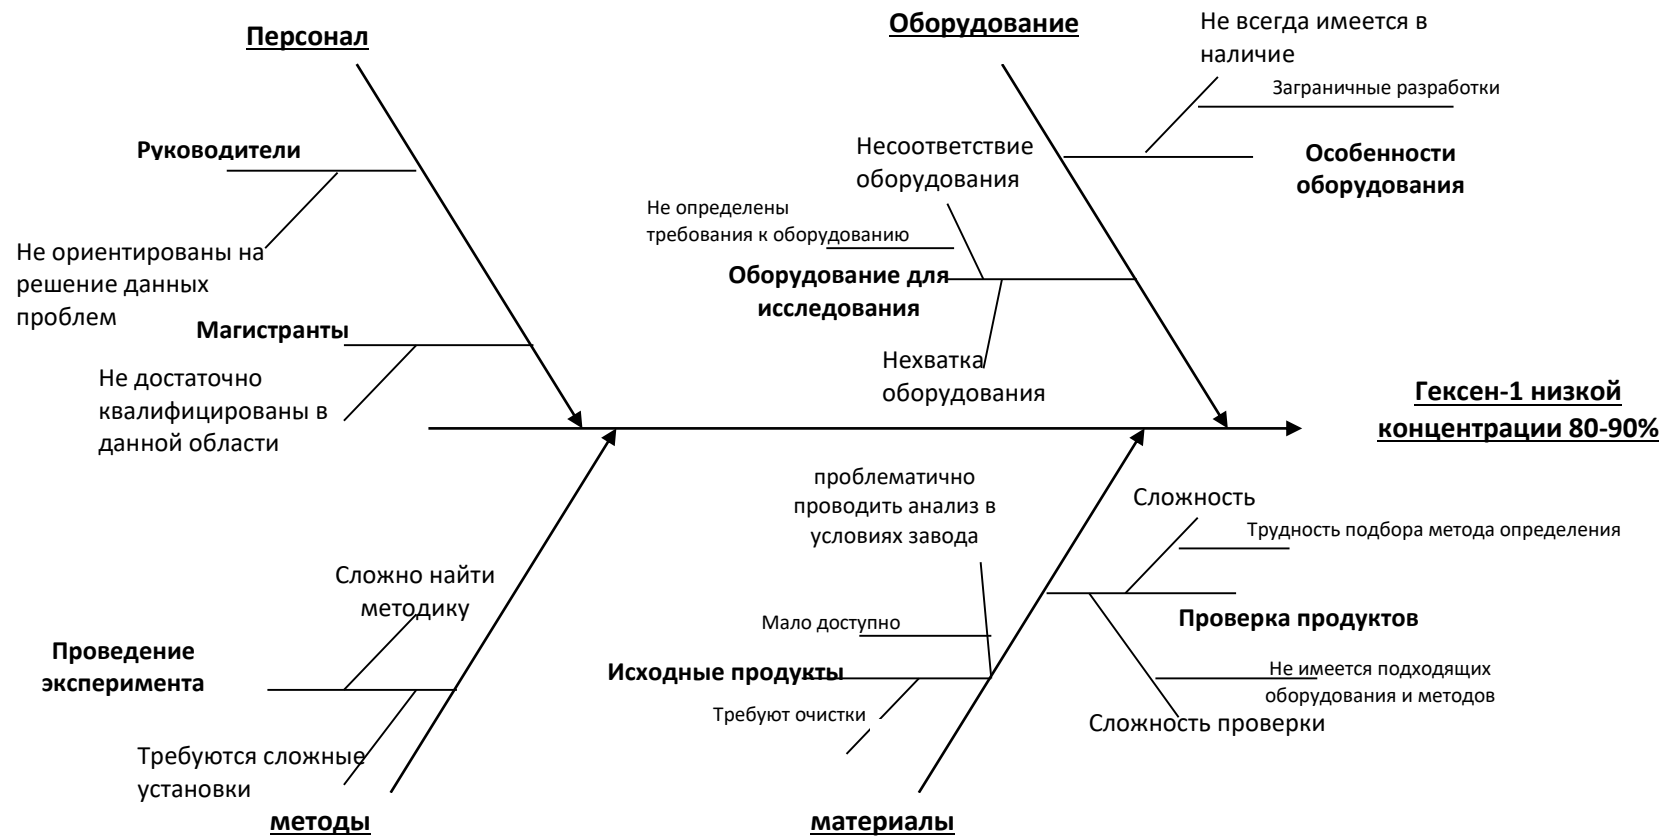 Персонал
Оборудование
Не всегда имеется в
наличие
Заграничные разработки
Руководители
Несоответствие
оборудования
Особенности
оборудования
Не определены
требования к оборудованию
Не ориентированы на
решение данных
проблем
Оборудование для
исследования
Магистранты
Нехватка
оборудования
Не достаточно
квалифицированы в
данной области
Гексен-1 низкой
концентрации 80-90%
проблематично
проводить анализ в
условиях завода
Сложность
Трудность подбора метода определения
Сложно найти
методику
Мало доступно
Проверка продуктов
Проведение
эксперимента
Исходные продукты
Не имеется подходящих
оборудования и методов
Требуют очистки
Сложность проверки
Требуются сложные
установки
методы
материалы